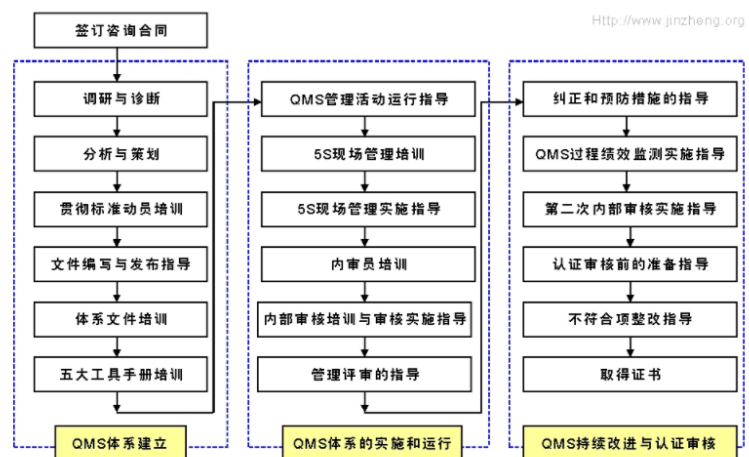 签订咨询合同
Http://www.jinzheng.org
调研与诊断
分析与策划
贯彻标准动员培训
文件编写与发布指导
体系文件培训
五大工具手册培训
QMS体系建立
QMS管理活动运行指导
5S现场管理培训
5S现场管理实施指导
内审员培训
内部审核培训与审核实施指导
管理评审的指导
QMS体系的实施和运行
纠正和预防措施的指导
QMS过程绩效监测实施指导
第二次内部审核实施指导
认证审核前的准备指导
不符合项整改指导
取得证书
QMS持续改进与认证审核